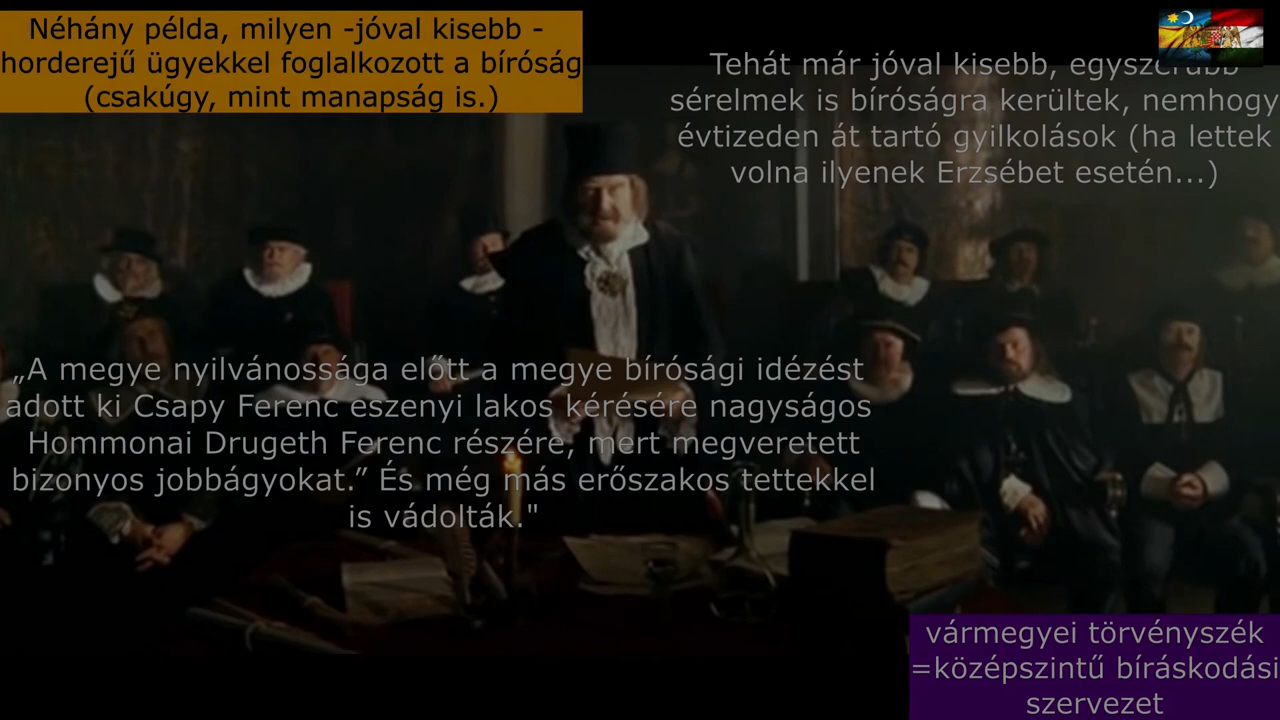 Néhány példa, milyen -jóval kisebb -
horderejű ügyekkel foglalkozott a bíróság
(csakúgy, mint manapság is.)
Tehát már jóval kisebb, egyszerűbb
sérelmek is bíróságra kerültek, nemhogy
évtizeden át tartó gyilkolások (ha lettek
volna ilyenek Erzsébet esetén...)
„A megye nyilvánossága előtt a megye bírósági idézést
adott ki Csapy Ferenc eszenyi lakos kérésére nagyságos
Hommonai Drugeth Ferenc részére, mert megveretett
bizonyos jobbágyokat.” És még más erőszakos tettekkel
is vádolták."
vármegyei törvényszék
=középszintű bíráskodási
szervezet